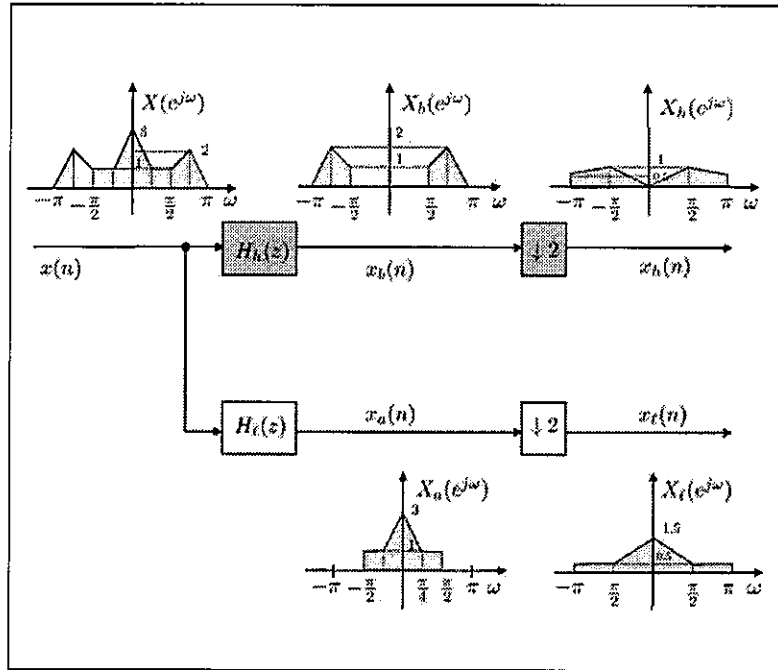 X(e^{jω}) X_b(e^{jω}) X_h(e^{jω})
3 2 1
2 1 0.5
1
−π −π/2 π/2 π ω −π −π/2 π/2 π ω −π −π/2 π/2 π ω
x(n) H_h(z) x_b(n) ↓2 x_h(n)
H_ℓ(z) x_a(n) ↓2 x_ℓ(n)
X_a(e^{jω}) X_ℓ(e^{jω})
3 1.5
1 0.5
−π −π/2 π/4 π/2 π ω −π π/2 π/2 π ω